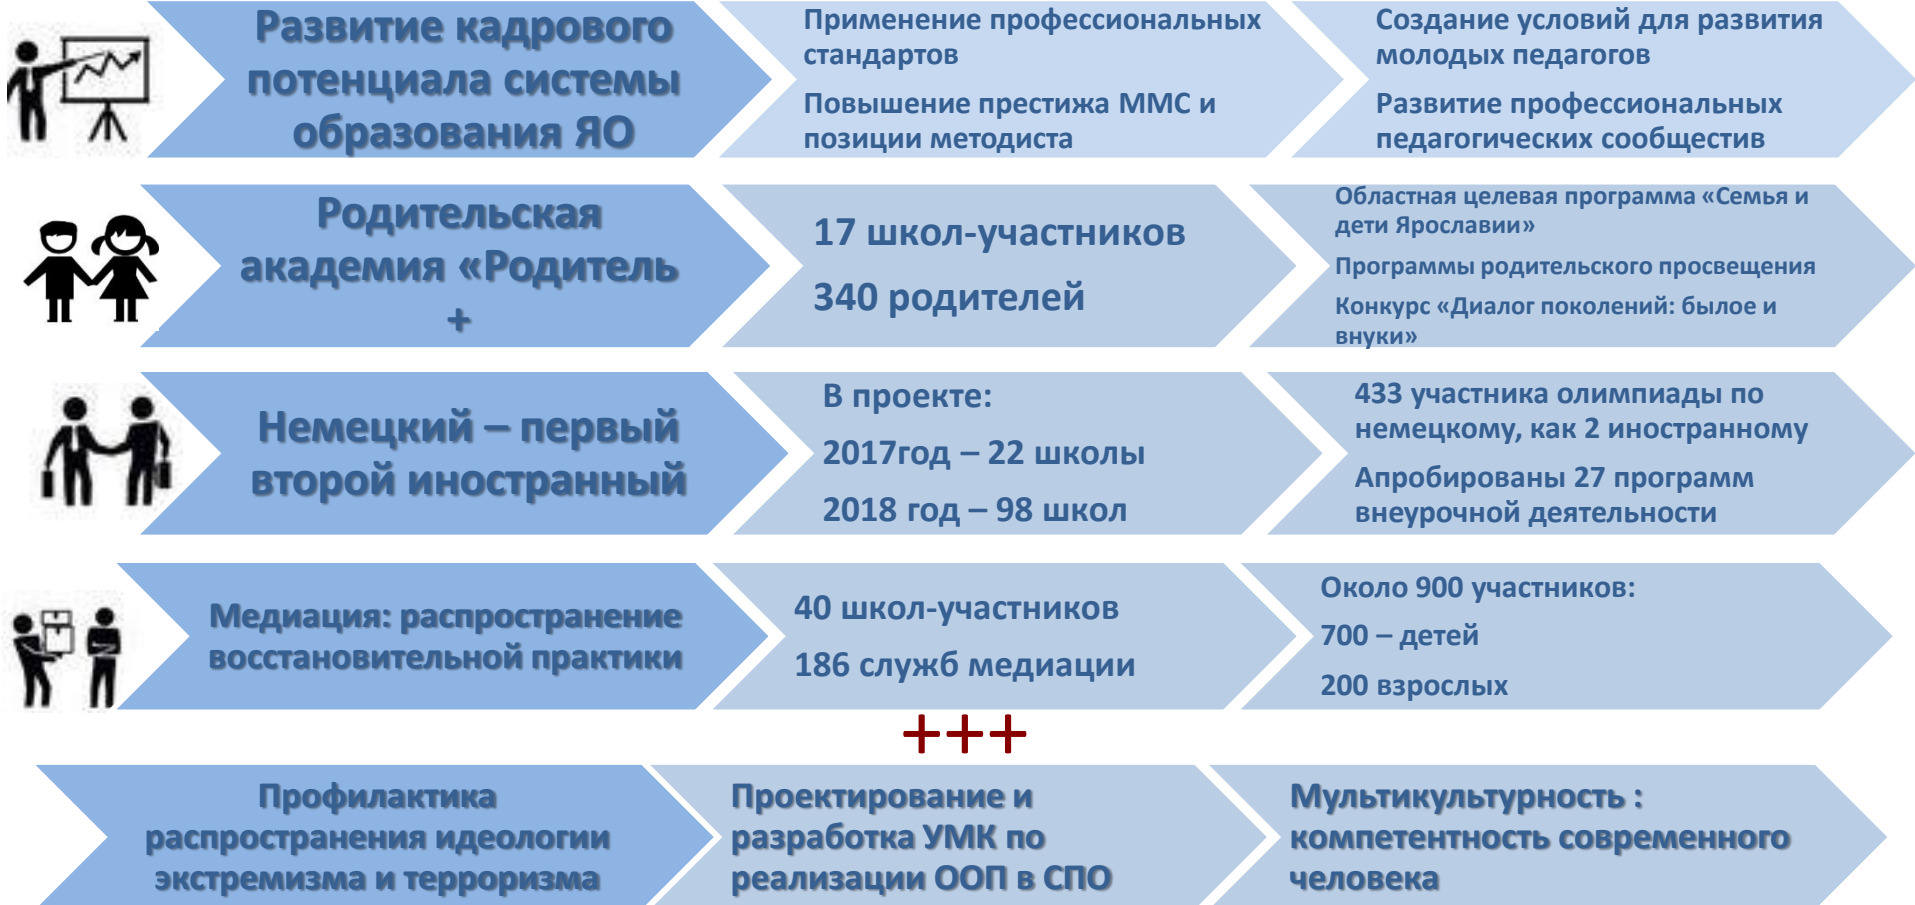 Развитие кадрового
потенциала системы
образования ЯО
Применение профессиональных
стандартов
Повышение престижа ММС и
позиции методиста
Создание условий для развития
молодых педагогов
Развитие профессиональных
педагогических сообществив
Родительская
академия «Родитель
+
17 школ-участников
340 родителей
Областная целевая программа «Семья и
дети Ярославии»
Программы родительского просвещения
Конкурс «Диалог поколений: былое и
внуки»
Немецкий – первый
второй иностранный
В проекте:
2017год – 22 школы
2018 год – 98 школ
433 участника олимпиады по
немецкому, как 2 иностранному
Апробированы 27 программ
внеурочной деятельности
Медиация: распространение
восстановительной практики
40 школ-участников
186 служб медиации
Около 900 участников:
700 – детей
200 взрослых
+++
Профилактика
распространения идеологии
экстремизма и терроризма
Проектирование и
разработка УМК по
реализации ООП в СПО
Мультикультурность :
компетентность современного
человека